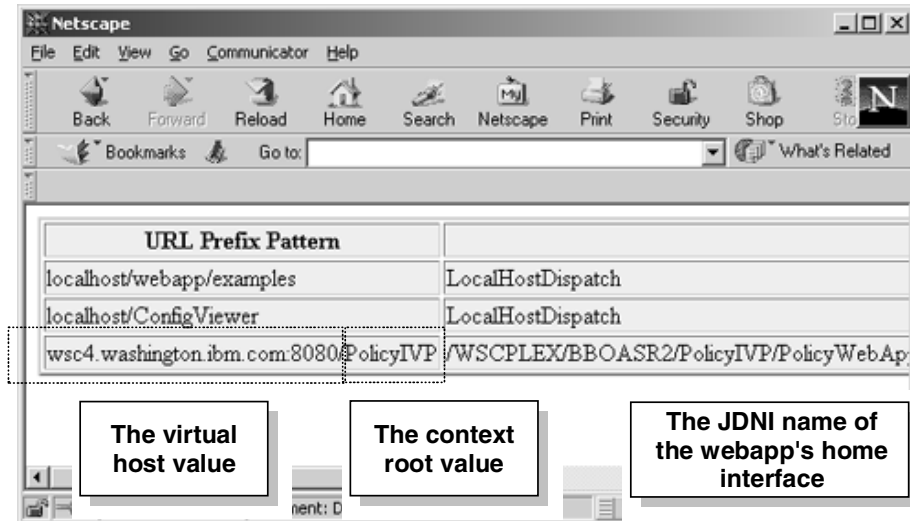 Netscape
File Edit View Go Communicator Help
My
N
Back Forward Reload Home Search Netscape Print Security Shop Sto
Bookmarks Go to: What's Related
URL Prefix Pattern
localhost/webapp/examples LocalHostDispatch
localhost/ConfigViewer LocalHostDispatch
wsc4.washington.ibm.com:8080/PolicyIVP /WSCPLEX/BBOASR2/PolicyIVP/PolicyWebAp
The virtual
host value
The context
root value
The JDNI name of
the webapp's home
interface
ment: D